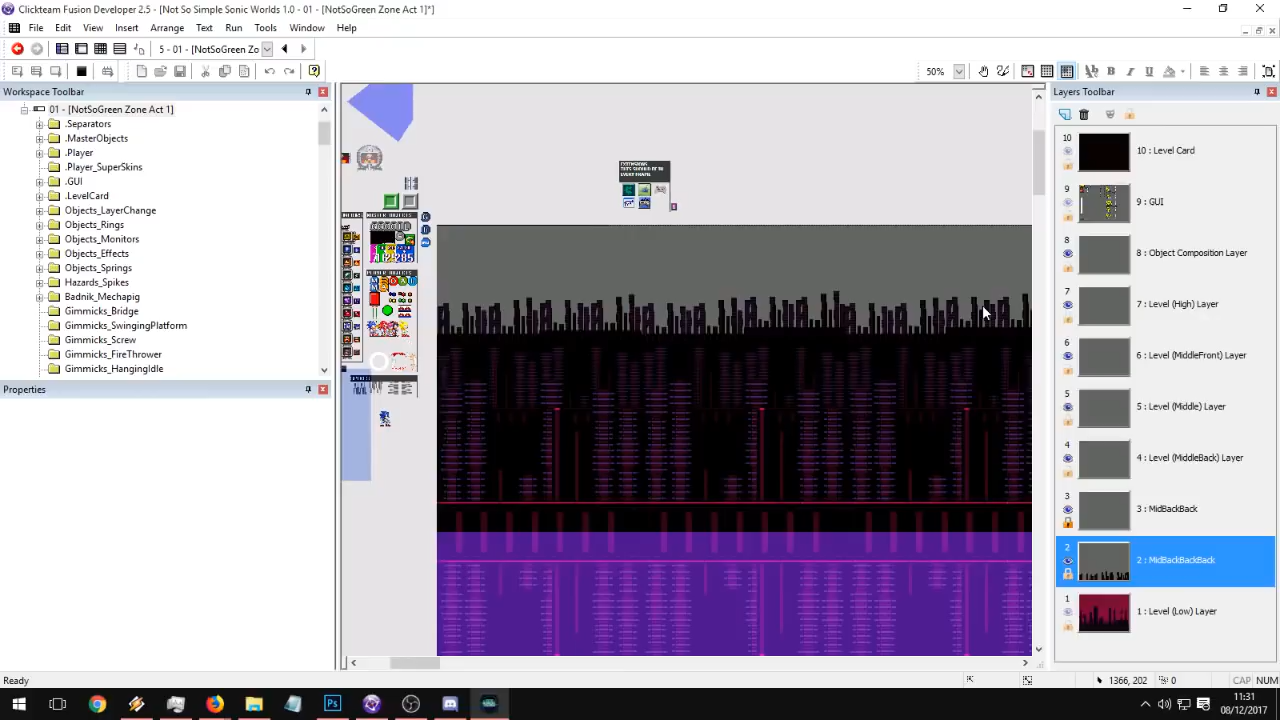 Clickteam Fusion Developer 2.5 - [Not So Simple Sonic Worlds 1.0 - 01 - [NotSoGreen Zone Act 1]*]
File Edit View Insert Arrange Text Run Tools Window Help
5 - 01 - [NotSoGreen Zo
50%
Workspace Toolbar
01 - [NotSoGreen Zone Act 1]
.Separators
.MasterObjects
.Player
.Player_SuperSkins
.GUI
.LevelCard
Objects_LayerChange
Objects_Rings
Objects_Monitors
Objects_Effects
Objects_Springs
Hazards_Spikes
Badnik_Mechapig
Gimmicks_Bridge
Gimmicks_SwingingPlatform
Gimmicks_Screw
Gimmicks_FireThrower
Gimmicks_HangingIdle
Properties
EXTENSIONS
EVERY FRAME.
Layers Toolbar
10
10 : Level Card
9
9 : GUI
8
8 : Object Composition Layer
7
7 : Level (High) Layer
6
6 : Level (MiddleFront) Layer
5
5 : Level (Middle) Layer
4
4 : Level (MiddleBack) Layer
3
3 : MidBackBack
2
2 : MidBackBackBack
1
1 : Level (Low) Layer
Ready
1366, 202
0
CAP NUM
11:31
08/12/2017